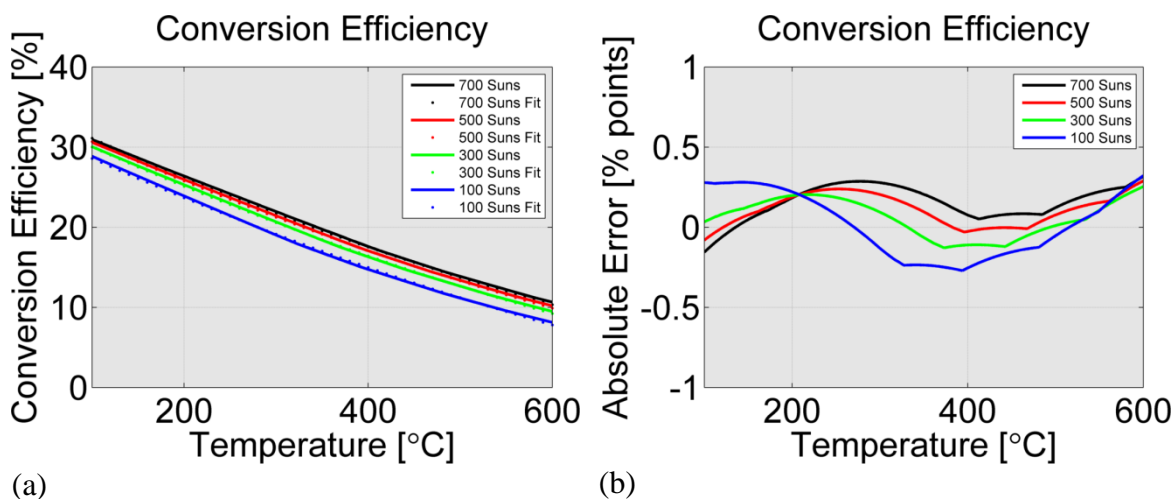 Conversion Efficiency
Conversion Efficiency [%]
40
30
20
10
0
700 Suns
700 Suns Fit
500 Suns
500 Suns Fit
300 Suns
300 Suns Fit
100 Suns
100 Suns Fit
200
400
600
Temperature [°C]
(a)
Conversion Efficiency
Absolute Error [% points]
1
0.5
0
-0.5
-1
700 Suns
500 Suns
300 Suns
100 Suns
200
400
600
Temperature [°C]
(b)